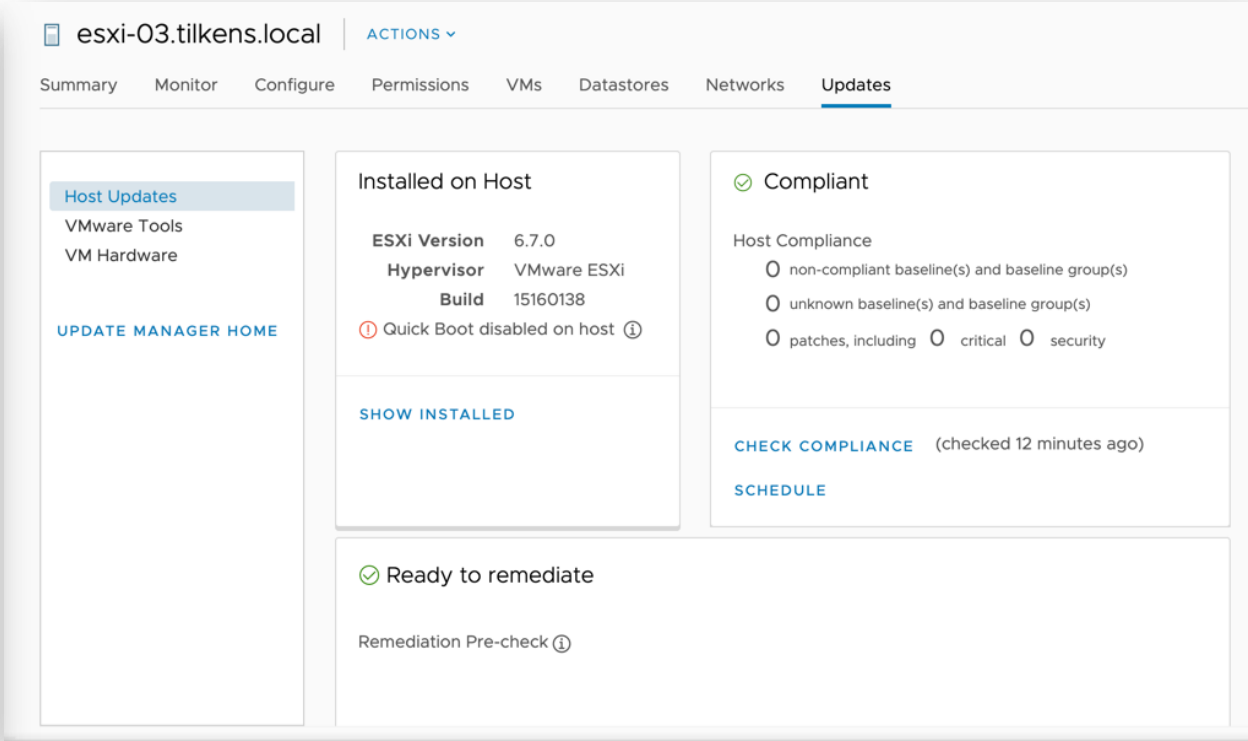 esxi-03.tilkens.local ACTIONS
Summary Monitor Configure Permissions VMs Datastores Networks Updates
Host Updates
VMware Tools
VM Hardware
UPDATE MANAGER HOME
Installed on Host
ESXi Version 6.7.0
Hypervisor VMware ESXi
Build 15160138
Quick Boot disabled on host
SHOW INSTALLED
Compliant
Host Compliance
0 non-compliant baseline(s) and baseline group(s)
0 unknown baseline(s) and baseline group(s)
0 patches, including 0 critical 0 security
CHECK COMPLIANCE (checked 12 minutes ago)
SCHEDULE
Ready to remediate
Remediation Pre-check